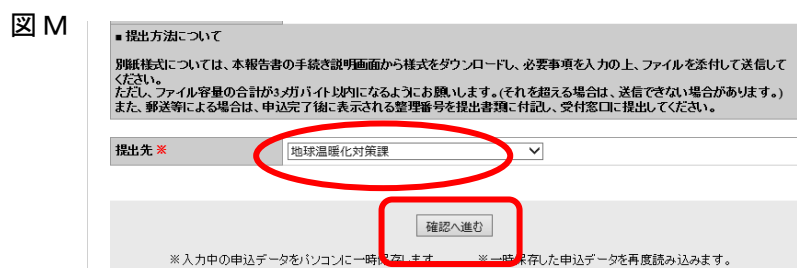 図M
■ 提出方法について
別紙様式については、本報告書の手続き説明画面から様式をダウンロードし、必要事項を入力の上、ファイルを添付して送信して
ください。
ただし、ファイル容量の合計が3メガバイト以内になるようにお願いします。(それを超える場合は、送信できない場合があります。)
また、郵送等による場合は、申込完了後に表示される整理番号を提出書類に付記し、受付窓口に提出してください。
提出先 ※
地球温暖化対策課
確認へ進む
※入力中の申込データをパソコンに一時保存します。
※一時保存した申込データを再度読み込みます。